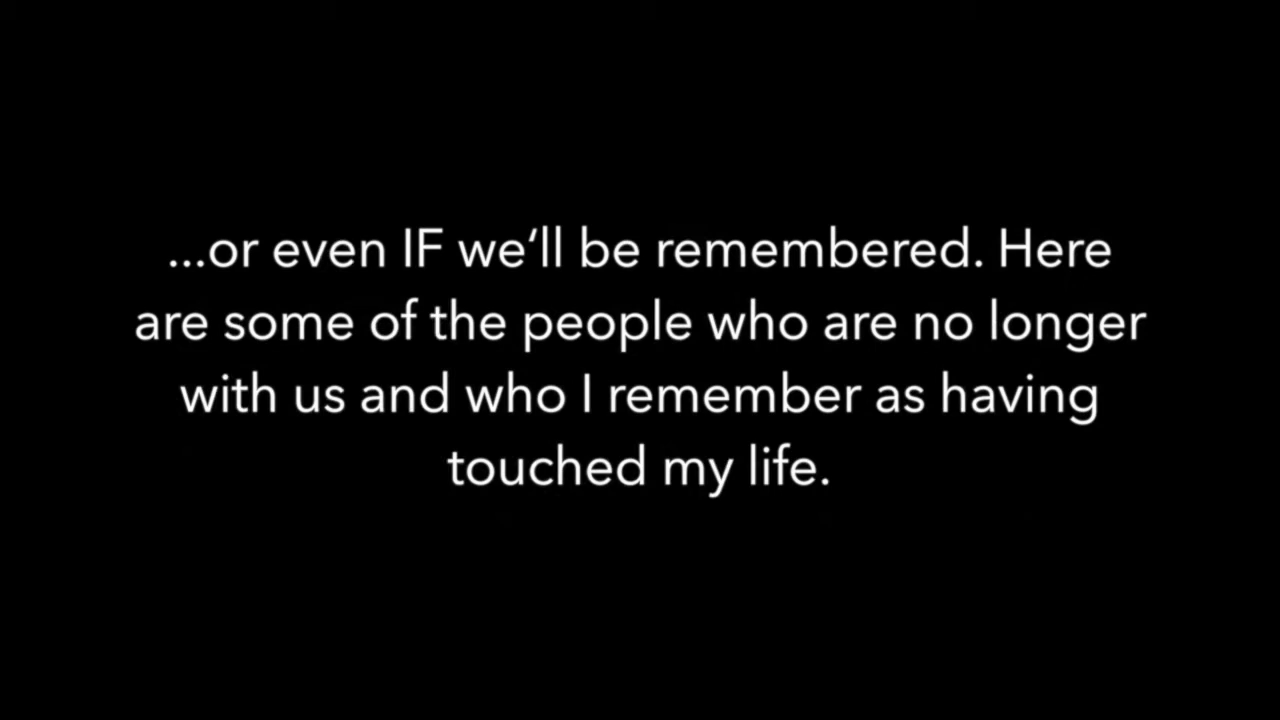 ...or even IF we‘ll be remembered. Here
are some of the people who are no longer
with us and who I remember as having
touched my life.